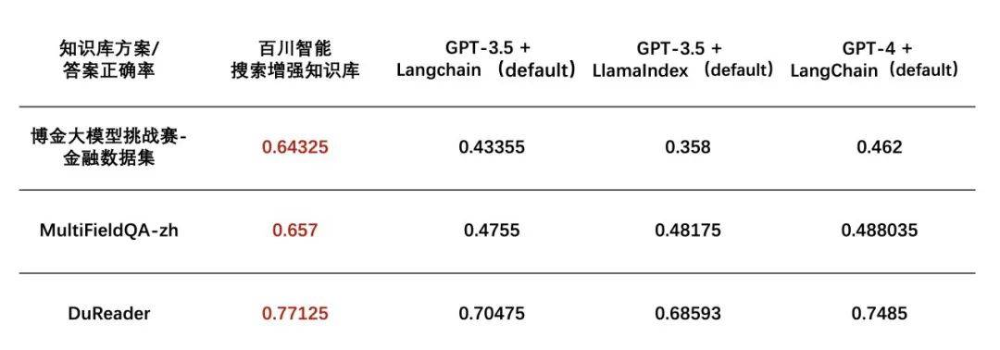 知识库方案/
答案正确率
百川智能
搜索增强知识库
GPT-3.5 +
Langchain （default）
GPT-3.5 +
LlamaIndex （default）
GPT-4 +
LangChain（default）
博金大模型挑战赛-
金融数据集
0.64325
0.43355
0.358
0.462
MultiFieldQA-zh
0.657
0.4755
0.48175
0.488035
DuReader
0.77125
0.70475
0.68593
0.7485